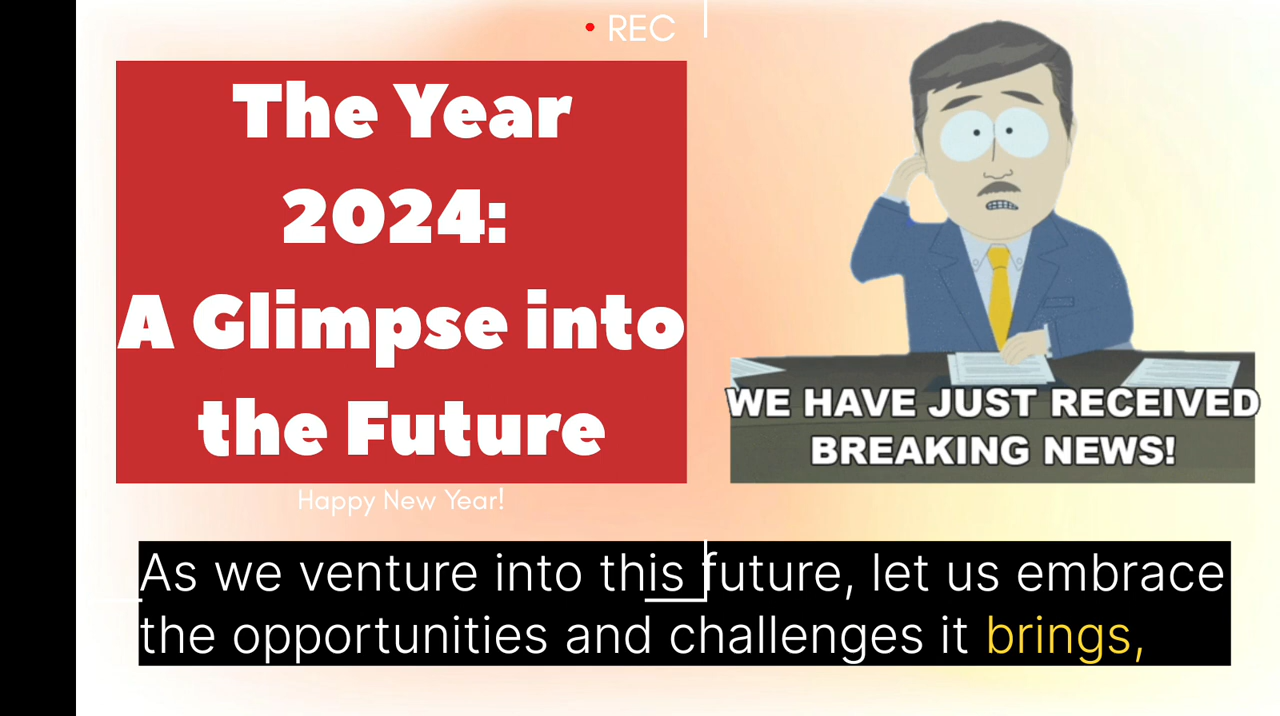 REC
The Year
2024:
A Glimpse into
the Future
Happy New Year!
WE HAVE JUST RECEIVED
BREAKING NEWS!
As we venture into this future, let us embrace
the opportunities and challenges it brings,